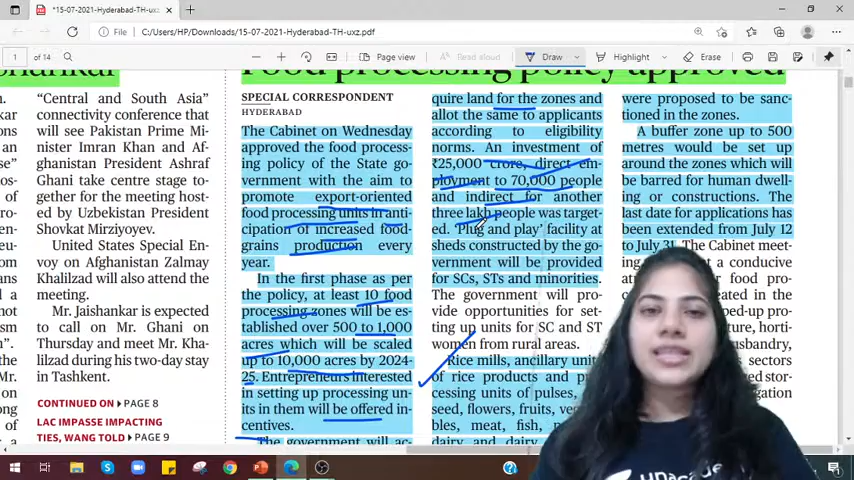 *15-07-2021-Hyderabad-TH-uxz.p
File
C:/Users/HP/Downloads/15-07-2021-Hyderabad-TH-uxz.pdf
1
of 14
Page view
Read aloud
Draw
Highlight
Erase
Food processing policy approved
“Central and South Asia”
connectivity conference that
will see Pakistan Prime Mi-
nister Imran Khan and Af-
ghanistan President Ashraf
Ghani take centre stage to-
gether for the meeting host-
ed by Uzbekistan President
Shovkat Mirziyoyev.
United States Special En-
voy on Afghanistan Zalmay
Khalilzad will also attend the
meeting.
Mr. Jaishankar is expected
to call on Mr. Ghani on
Thursday and meet Mr. Kha-
lilzad during his two-day stay
in Tashkent.
CONTINUED ON PAGE 8
LAC IMPASSE IMPACTING
TIES, WANG TOLD PAGE 9
SPECIAL CORRESPONDENT
HYDERABAD
The Cabinet on Wednesday
approved the food process-
ing policy of the State go-
vernment with the aim to
promote export-oriented
food processing units in anti-
cipation of increased food-
grains production every
year.
In the first phase as per
the policy, at least 10 food
processing zones will be es-
tablished over 500 to 1,000
acres which will be scaled
up to 10,000 acres by 2024-
25. Entrepreneurs interested
in setting up processing un-
its in them will be offered in-
centives.
The government will ac-
quire land for the zones and
allot the same to applicants
according to eligibility
norms. An investment of
₹25,000 crore, direct em-
ployment to 70,000 people
and indirect for another
three lakh people was target-
ed. ‘Plug and play’ facility at
sheds constructed by the go-
vernment will be provided
for SCs, STs and minorities.
The government will pro-
vide opportunities for set-
ting up units for SC and ST
women from rural areas.
Rice mills, ancillary
of rice products and
cessing units of pulses,
seed, flowers, fruits,
bles, meat, fish,
dairy and dairy
were proposed to be sanc-
tioned in the zones.
A buffer zone up to 500
metres would be set up
around the zones which will
be barred for human dwell-
ing or constructions. The
last date for applications has
been extended from July 12
to July 31. The Cabinet meet-
a conducive
food pro-
in the
sectors
unacademy